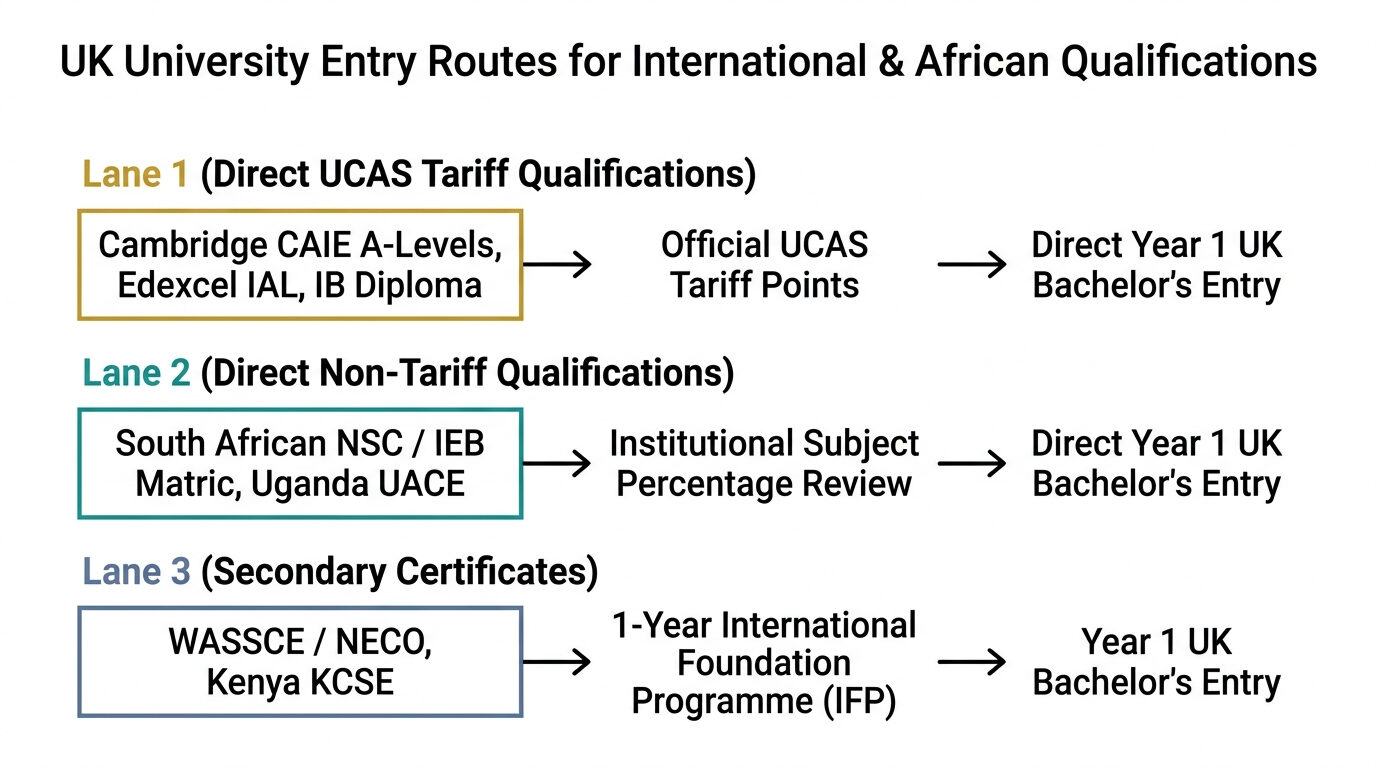 UK University Entry Routes for International & African Qualifications
Lane 1 (Direct UCAS Tariff Qualifications)
Cambridge CAIE A-Levels,
Edexcel IAL, IB Diploma
Official UCAS
Tariff Points
Direct Year 1 UK
Bachelor's Entry
Lane 2 (Direct Non-Tariff Qualifications)
South African NSC / IEB
Matric, Uganda UACE
Institutional Subject
Percentage Review
Direct Year 1 UK
Bachelor's Entry
Lane 3 (Secondary Certificates)
WASSCE / NECO,
Kenya KCSE
1-Year International
Foundation
Programme (IFP)
Year 1 UK
Bachelor's Entry